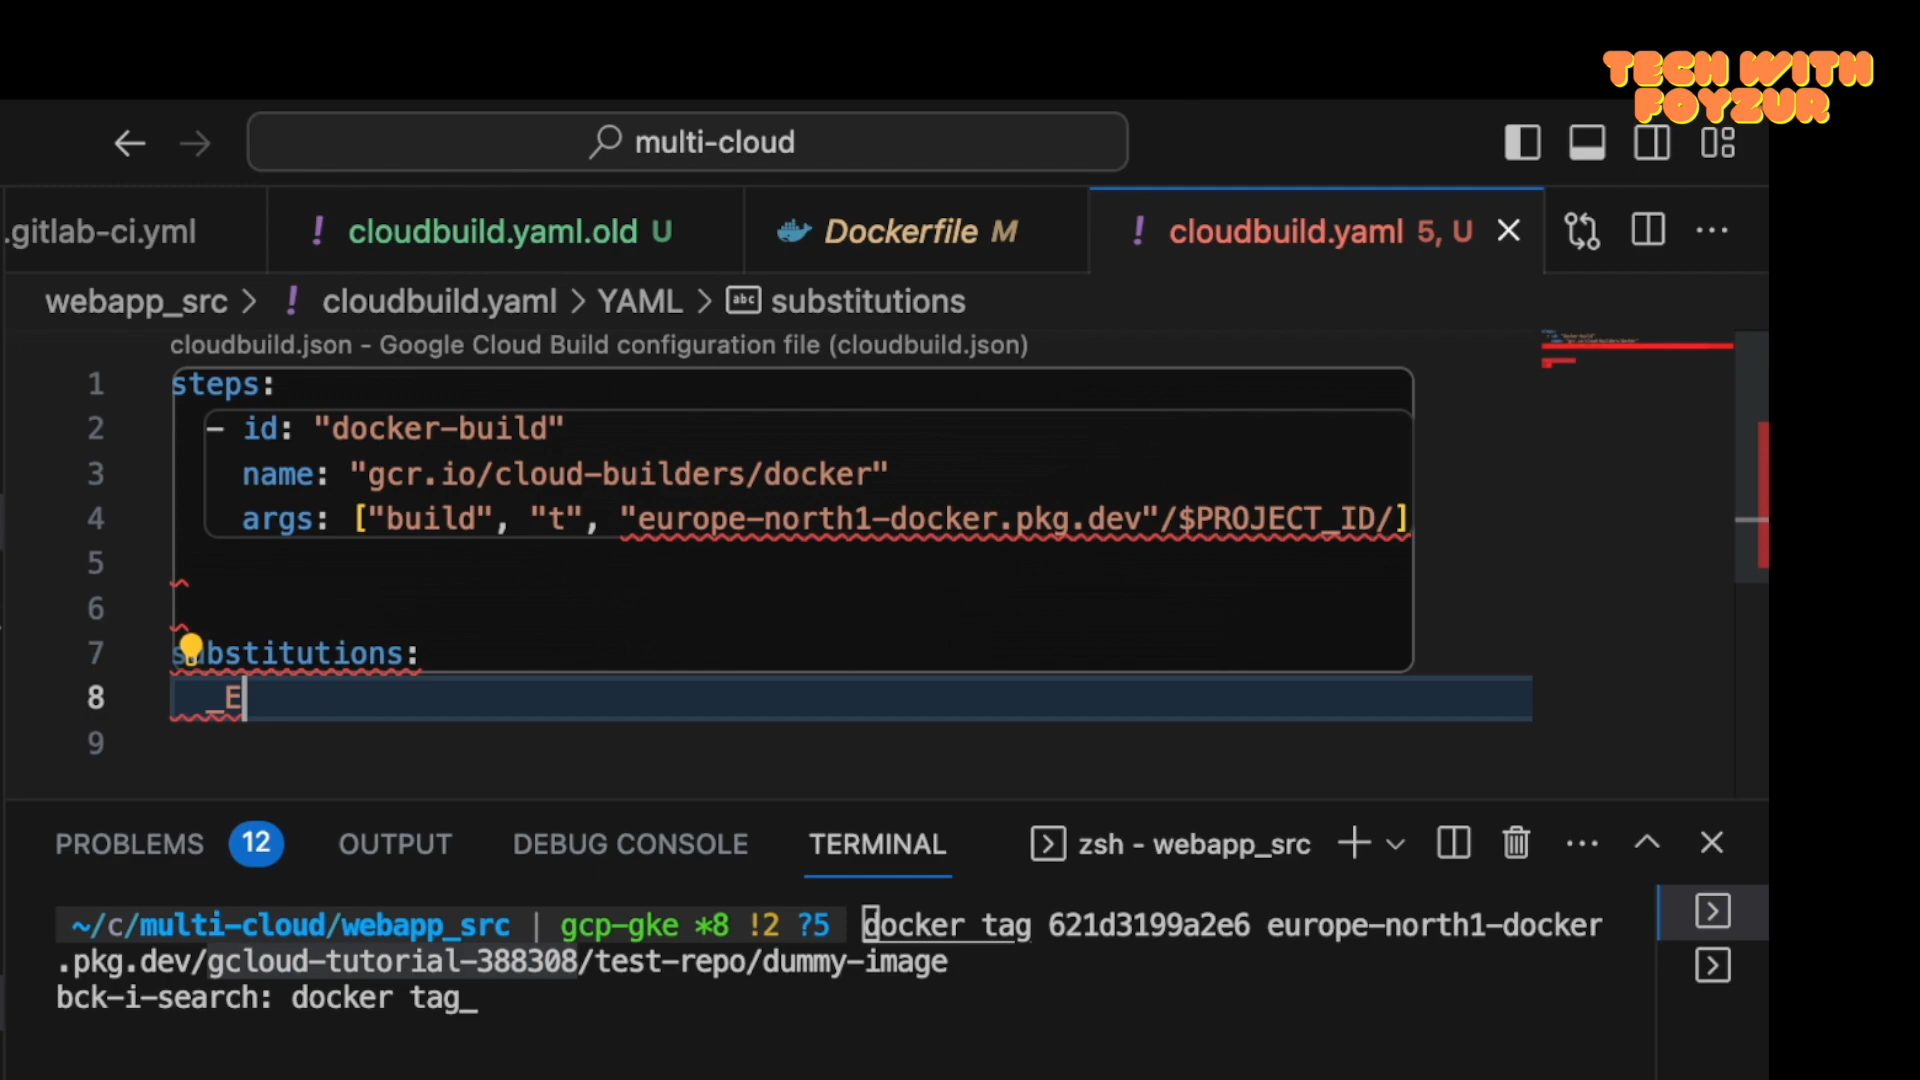 TECH WITH
FOYZUR
multi-cloud
.gitlab-ci.yml
! cloudbuild.yaml.old U
Dockerfile M
! cloudbuild.yaml 5, U
webapp_src > ! cloudbuild.yaml > YAML > abc substitutions
cloudbuild.json - Google Cloud Build configuration file (cloudbuild.json)
1 steps:
2 - id: "docker-build"
3 name: "gcr.io/cloud-builders/docker"
4 args: ["build", "t", "europe-north1-docker.pkg.dev"/$PROJECT_ID/]
5
6
7 substitutions:
8 _E
9
PROBLEMS 12 OUTPUT DEBUG CONSOLE TERMINAL zsh - webapp_src
~/c/multi-cloud/webapp_src | gcp-gke *8 !2 ?5 docker tag 621d3199a2e6 europe-north1-docker
.pkg.dev/gcloud-tutorial-388308/test-repo/dummy-image
bck-i-search: docker tag_